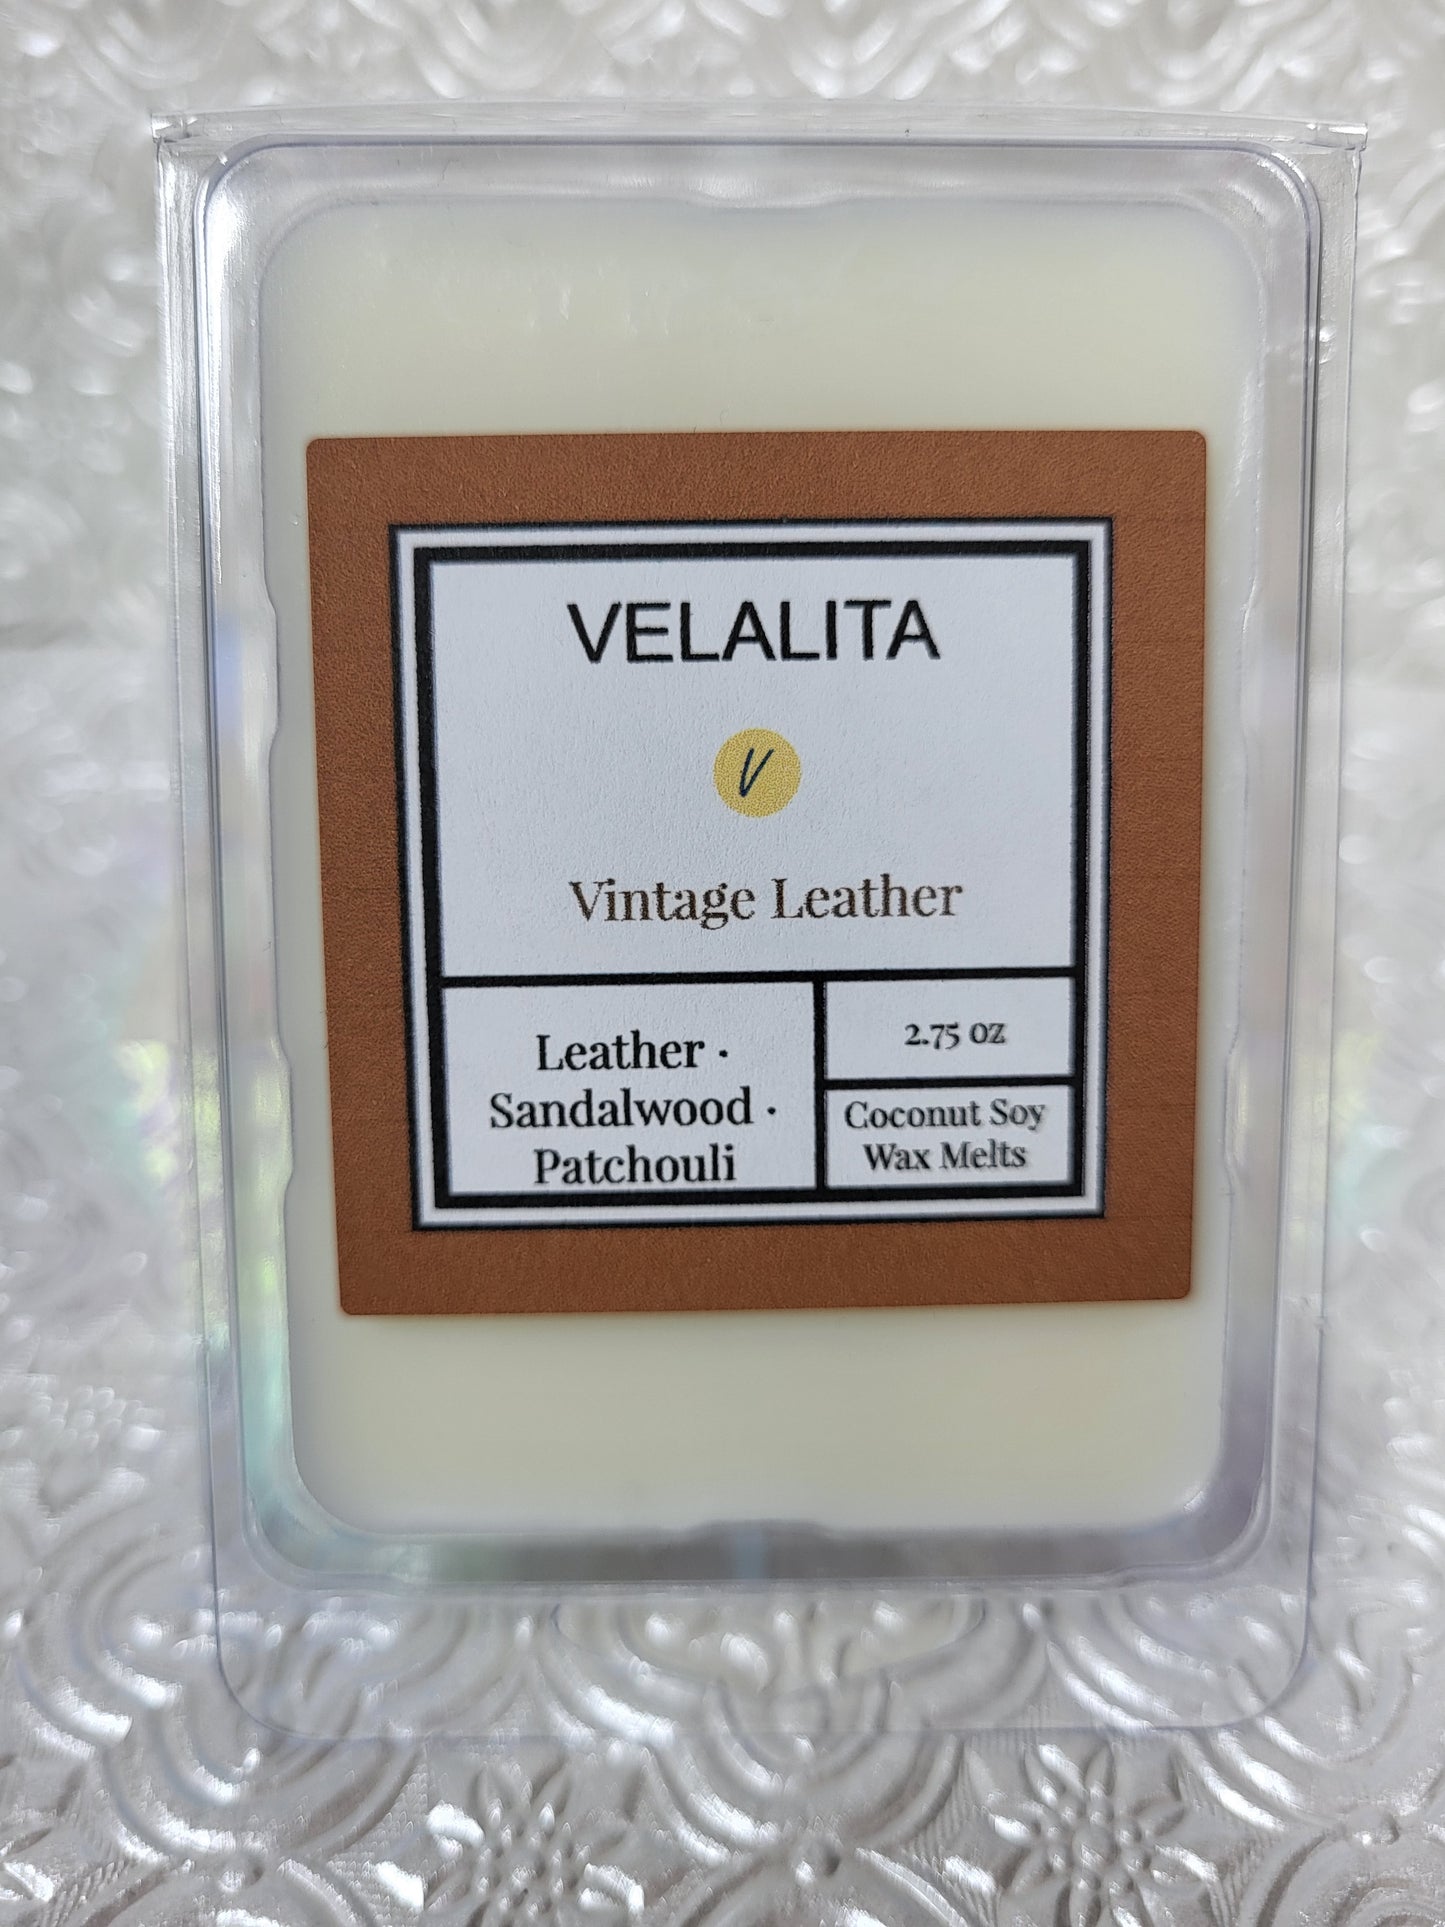 VELALITA
V
Vintage Leather
Leather ·
Sandalwood ·
Patchouli
2.75 oz
Coconut Soy
Wax Melts